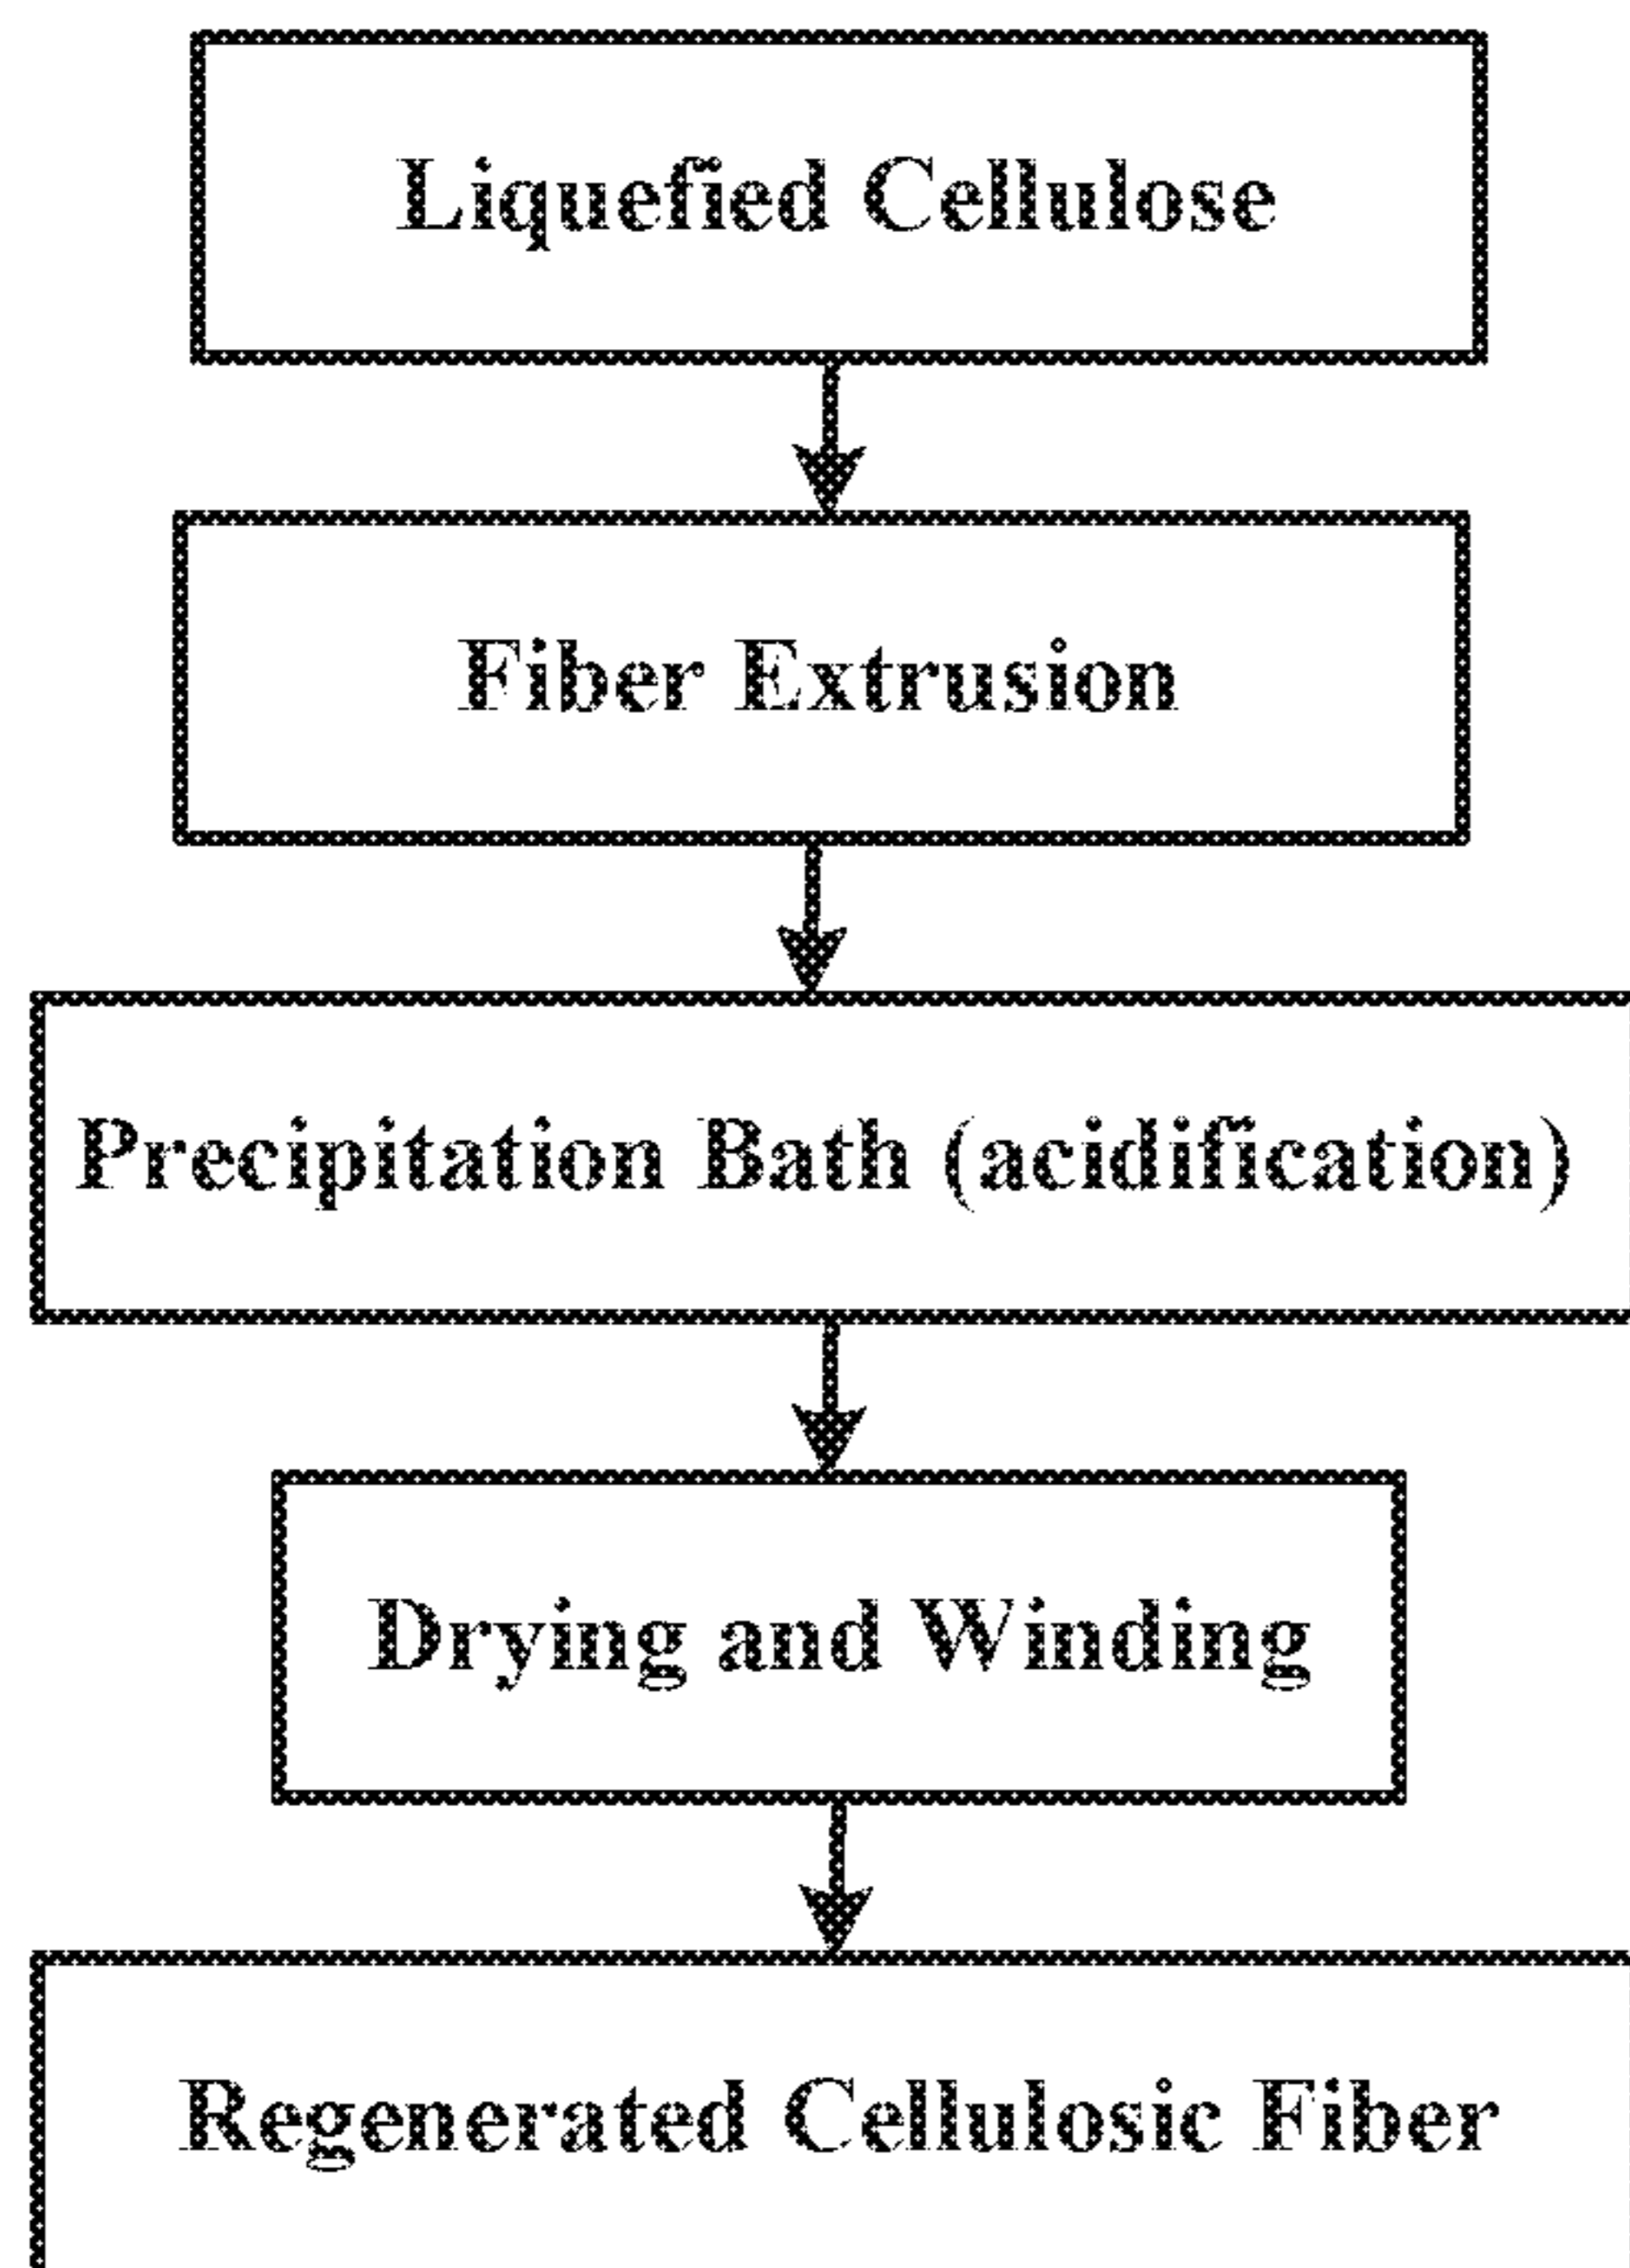 Liquefied Cellulose
Fiber Extrusion
Precipitation Bath (acidification)
Drying and Winding
Regenerated Cellulosic Fiber